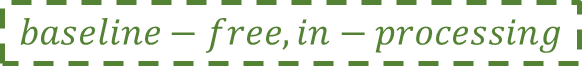 baseline − free, in − processing